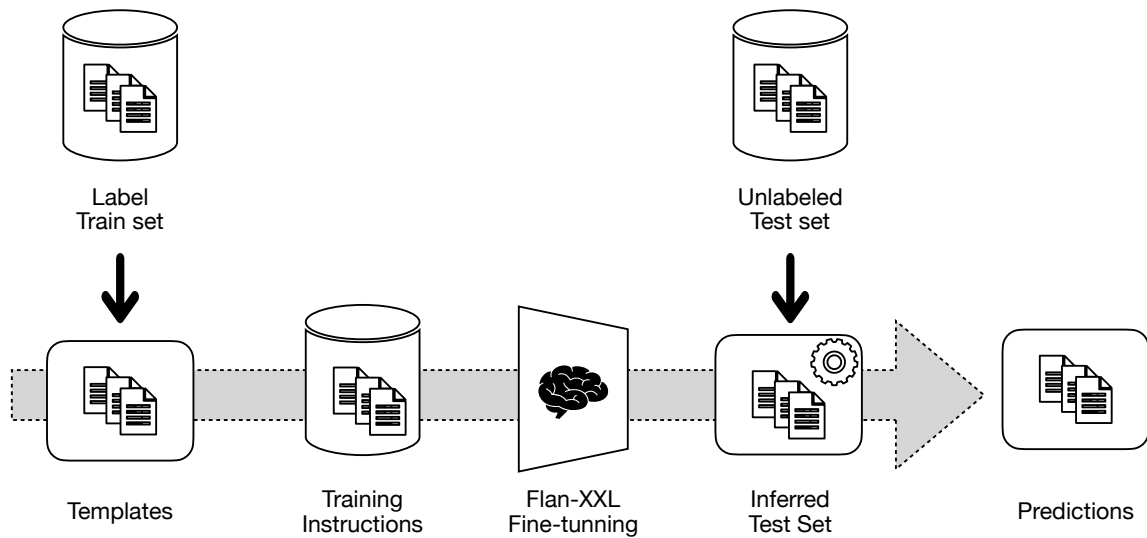 Label
Train set
Unlabeled
Test set
Templates
Training
Instructions
Flan-XXL
Fine-tunning
Inferred
Test Set
Predictions